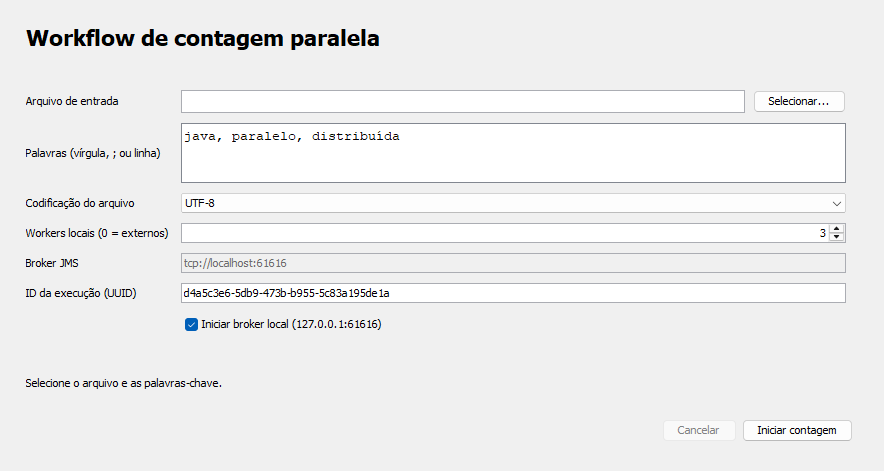 Workflow de contagem paralela
Arquivo de entrada
Selecionar...
Palavras (vírgula, ; ou linha)
java, paralelo, distribuída
Codificação do arquivo
UTF-8
Workers locais (0 = externos)
3
Broker JMS
tcp://localhost:61616
ID da execução (UUID)
d4a5c3e6-5db9-473b-b955-5c83a195de1a
Iniciar broker local (127.0.0.1:61616)
Selecione o arquivo e as palavras-chave.
Cancelar
Iniciar contagem